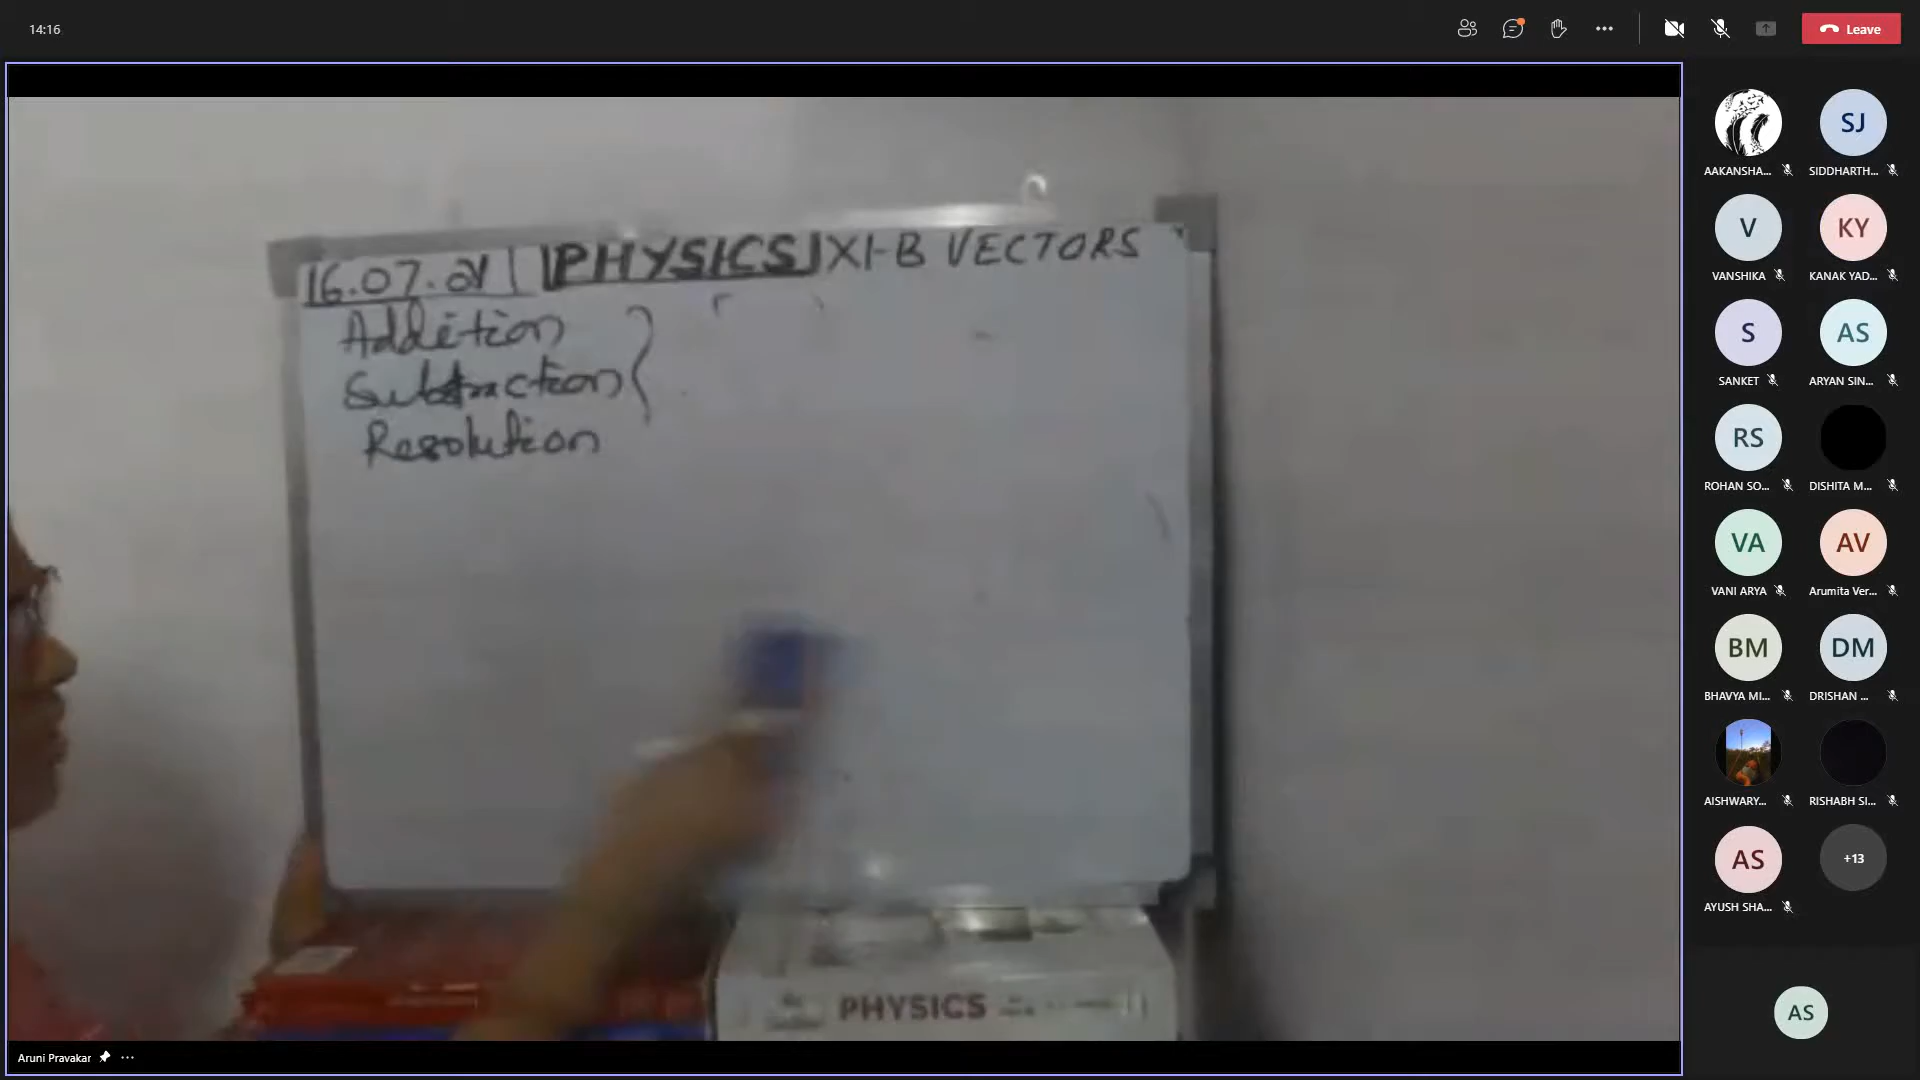 14:16
Leave
16.07.21 | PHYSICS | XI-B VECTORS
Addition
Subtraction
Resolution
PHYSICS
Aruni Pravakar
AAKANSHA...
SJ
SIDDHARTH...
V
VANSHIKA
KY
KANAK YAD...
S
SANKET
AS
ARYAN SIN...
RS
ROHAN SO...
DISHITA M...
VA
VANI ARYA
AV
Arumita Ver...
BM
BHAVYA MI...
DM
DRISHAN ...
AISHWARY...
RISHABH SI...
AS
AYUSH SHA...
+13
AS